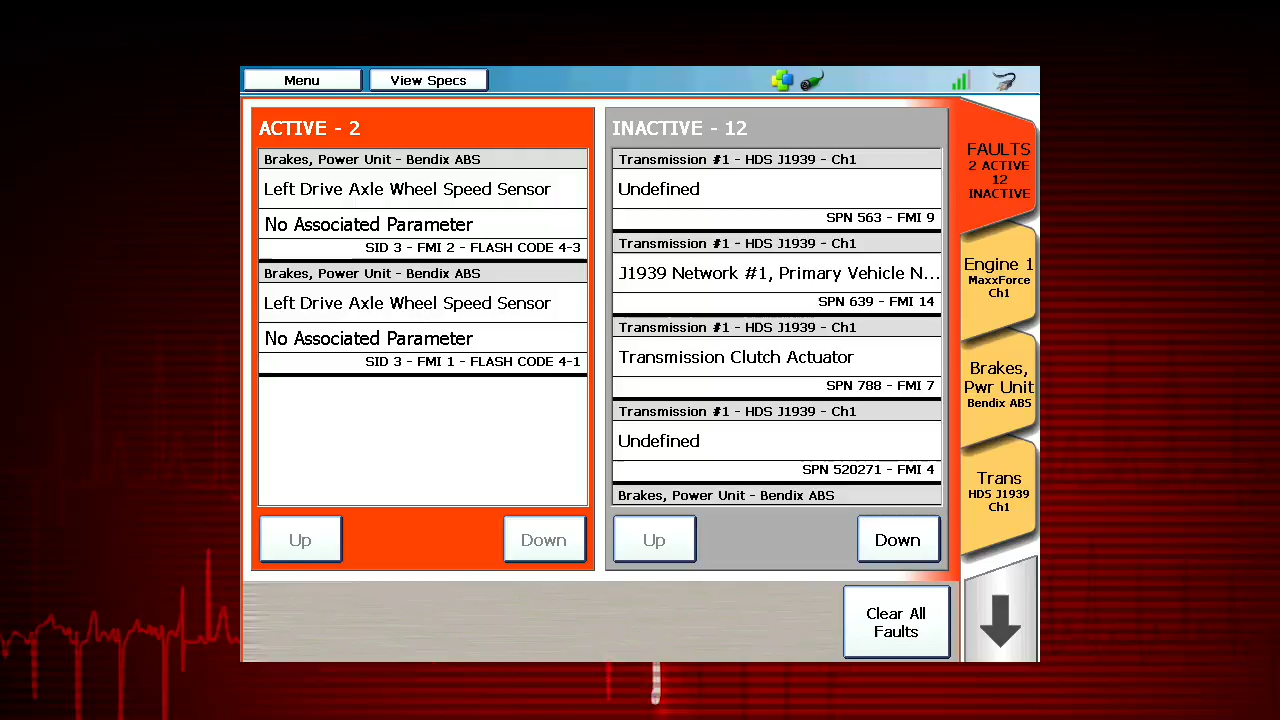 Menu
View Specs
ACTIVE - 2
Brakes, Power Unit - Bendix ABS
Left Drive Axle Wheel Speed Sensor
No Associated Parameter
SID 3 - FMI 2 - FLASH CODE 4-3
Brakes, Power Unit - Bendix ABS
Left Drive Axle Wheel Speed Sensor
No Associated Parameter
SID 3 - FMI 1 - FLASH CODE 4-1
Up
Down
INACTIVE - 12
Transmission #1 - HDS J1939 - Ch1
Undefined
SPN 563 - FMI 9
Transmission #1 - HDS J1939 - Ch1
J1939 Network #1, Primary Vehicle N...
SPN 639 - FMI 14
Transmission #1 - HDS J1939 - Ch1
Transmission Clutch Actuator
SPN 788 - FMI 7
Transmission #1 - HDS J1939 - Ch1
Undefined
SPN 520271 - FMI 4
Brakes, Power Unit - Bendix ABS
Up
Down
FAULTS
2 ACTIVE
12
INACTIVE
Engine 1
MaxxForce
Ch1
Brakes,
Pwr Unit
Bendix ABS
Trans
HDS J1939
Ch1
Clear All
Faults